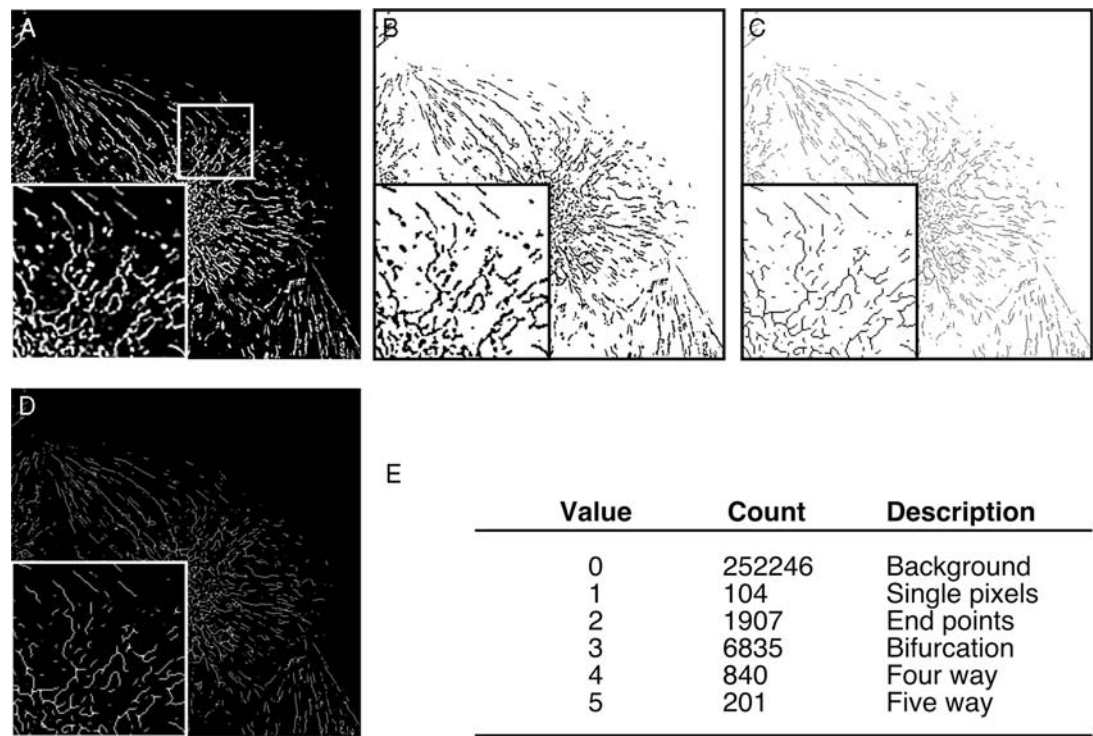 A
B
C
D
E
Value Count Description
0 252246 Background
1 104 Single pixels
2 1907 End points
3 6835 Bifurcation
4 840 Four way
5 201 Five way